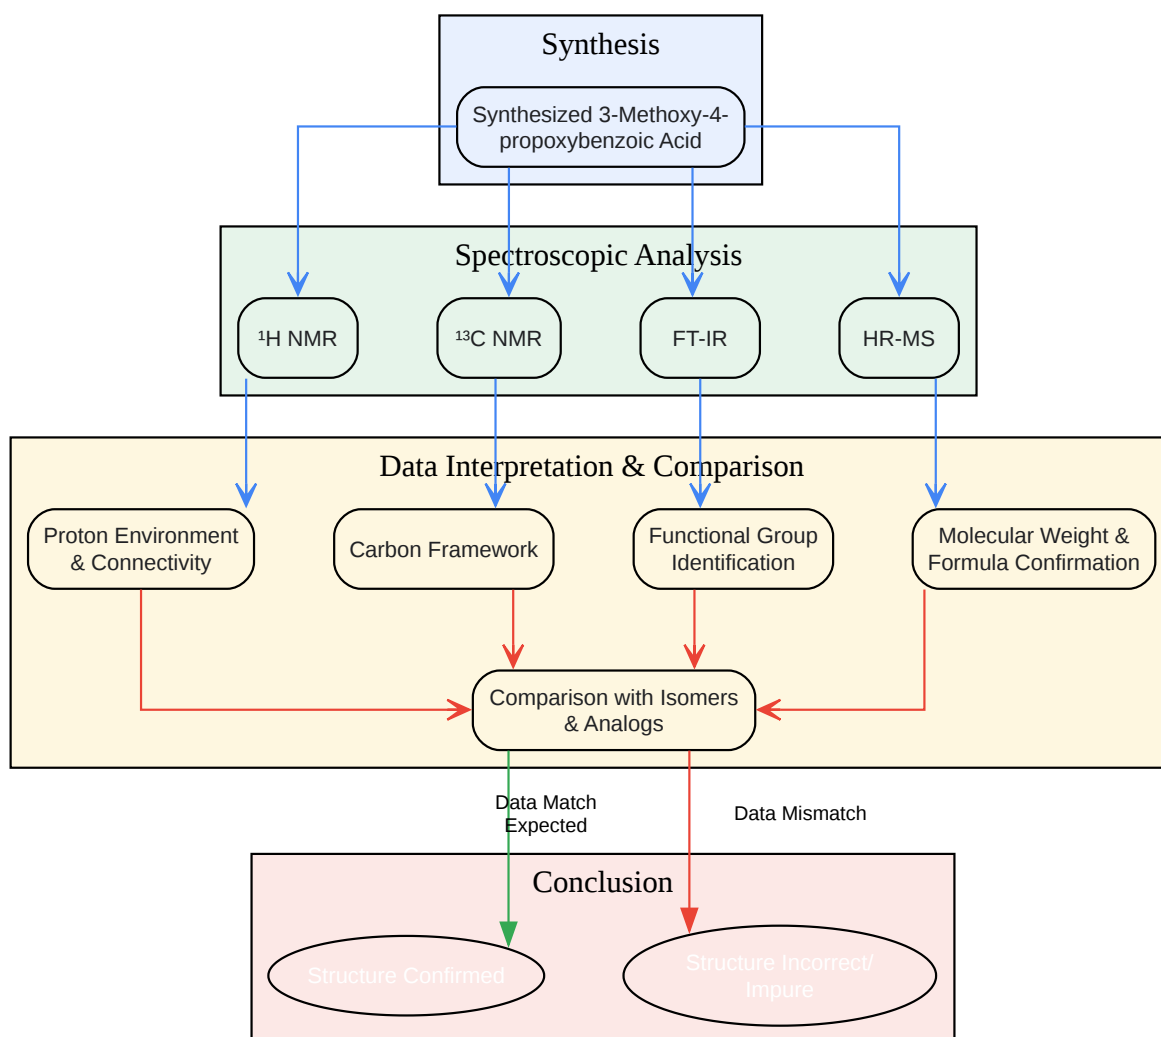 Synthesis
Synthesized 3-Methoxy-4-
propoxybenzoic Acid
Spectroscopic Analysis
¹H NMR
¹³C NMR
FT-IR
HR-MS
Data Interpretation & Comparison
Proton Environment
& Connectivity
Carbon Framework
Functional Group
Identification
Molecular Weight &
Formula Confirmation
Comparison with Isomers
& Analogs
Data Match
Expected
Data Mismatch
Conclusion
Structure Confirmed
Structure Incorrect/
Impure